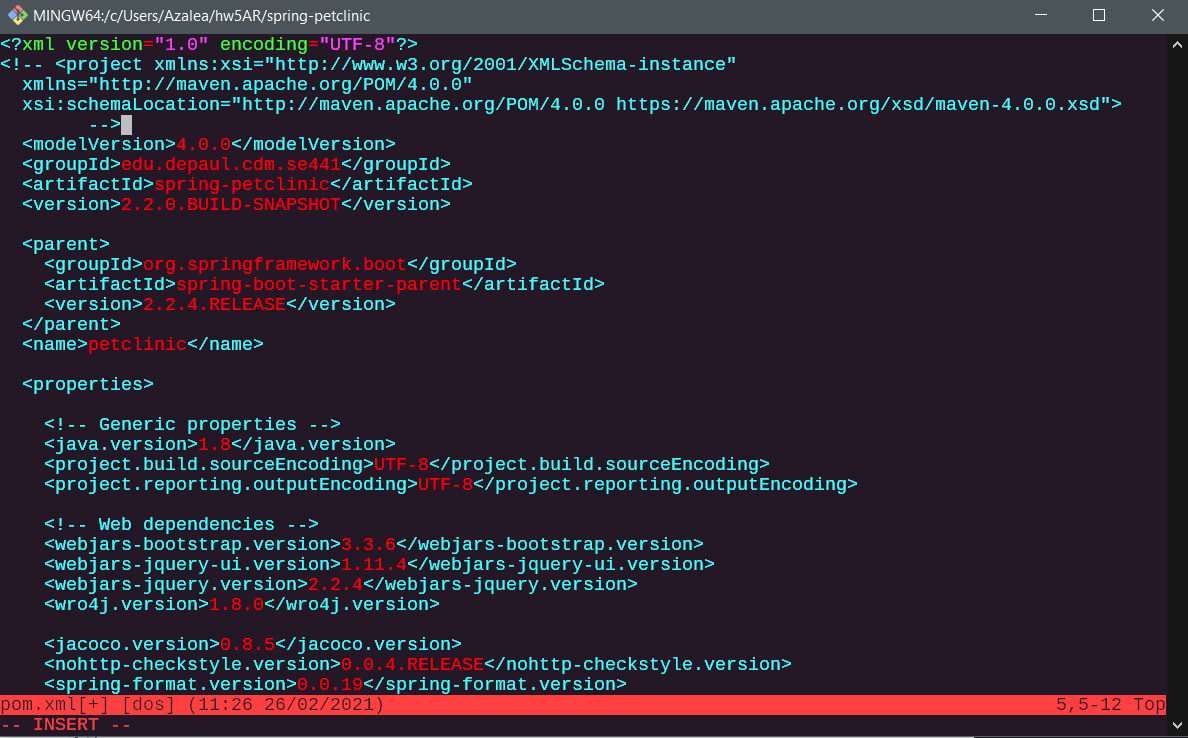 MINGW64:/c/Users/Azalea/hw5AR/spring-petclinic
<?xml version="1.0" encoding="UTF-8"?>
<!-- <project xmlns:xsi="http://www.w3.org/2001/XMLSchema-instance"
  xmlns="http://maven.apache.org/POM/4.0.0"
  xsi:schemaLocation="http://maven.apache.org/POM/4.0.0 https://maven.apache.org/xsd/maven-4.0.0.xsd">
        -->
  <modelVersion>4.0.0</modelVersion>
  <groupId>edu.depaul.cdm.se441</groupId>
  <artifactId>spring-petclinic</artifactId>
  <version>2.2.0.BUILD-SNAPSHOT</version>
  <parent>
    <groupId>org.springframework.boot</groupId>
    <artifactId>spring-boot-starter-parent</artifactId>
    <version>2.2.4.RELEASE</version>
  </parent>
  <name>petclinic</name>
  <properties>
    <!-- Generic properties -->
    <java.version>1.8</java.version>
    <project.build.sourceEncoding>UTF-8</project.build.sourceEncoding>
    <project.reporting.outputEncoding>UTF-8</project.reporting.outputEncoding>
    <!-- Web dependencies -->
    <webjars-bootstrap.version>3.3.6</webjars-bootstrap.version>
    <webjars-jquery-ui.version>1.11.4</webjars-jquery-ui.version>
    <webjars-jquery.version>2.2.4</webjars-jquery.version>
    <wro4j.version>1.8.0</wro4j.version>
    <jacoco.version>0.8.5</jacoco.version>
    <nohttp-checkstyle.version>0.0.4.RELEASE</nohttp-checkstyle.version>
    <spring-format.version>0.0.19</spring-format.version>
pom.xml[+] [dos] (11:26 26/02/2021) 5,5-12 Top
-- INSERT --